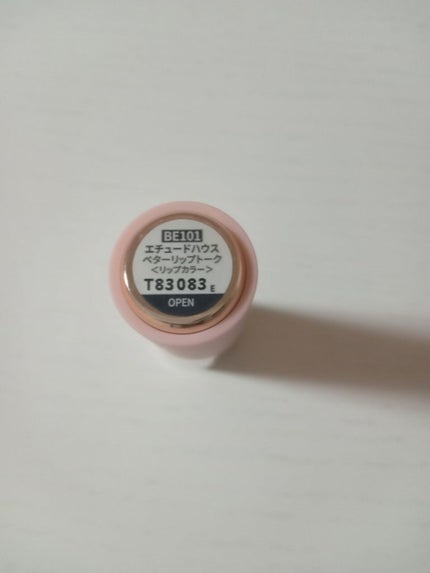 BE101
エチュードハウス
ベターリップトーク
＜リップカラー＞
T83083 E
OPEN